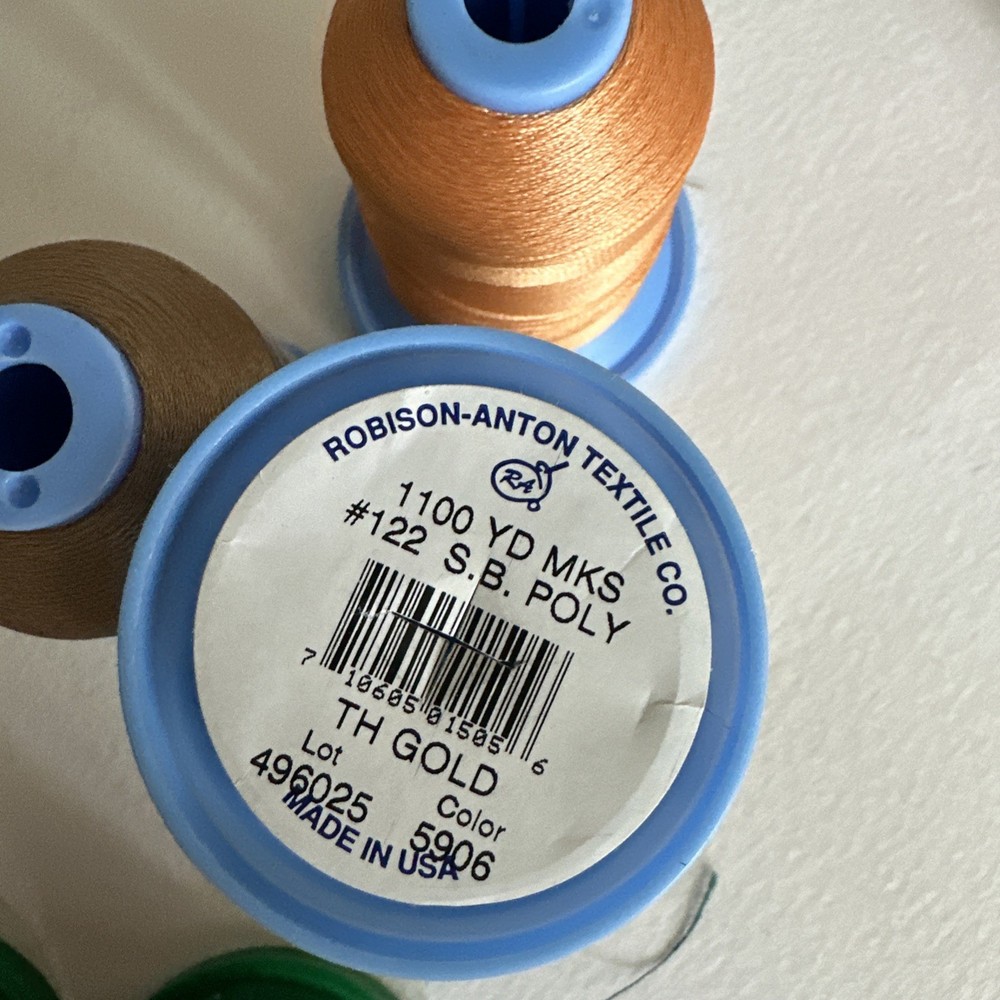 ROBISON-ANTON TEXTILE CO.
RA
1100 YD MKS
#122 S.B. POLY
7 10605 01505 6
TH GOLD
Lot
496025
Color
5906
MADE IN USA